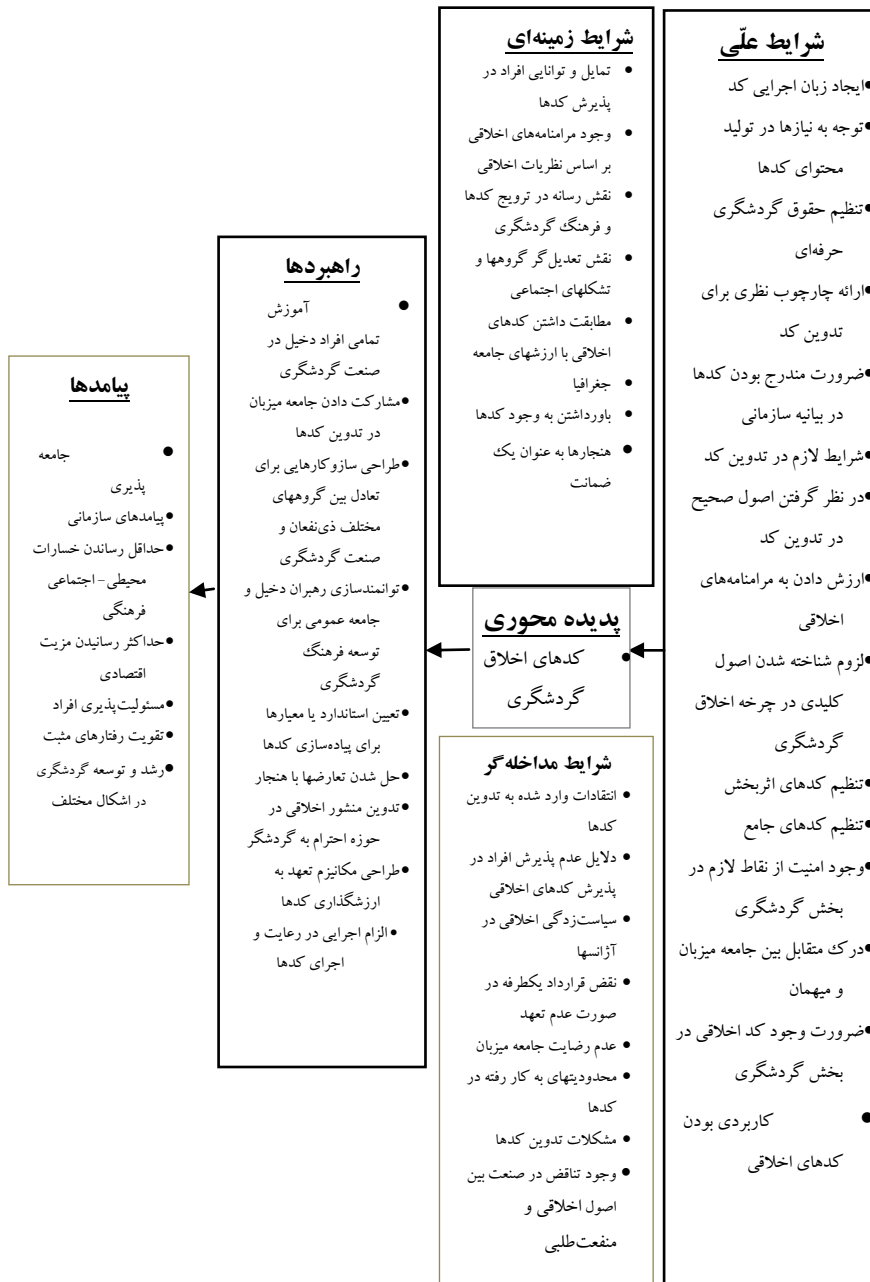 شرایط علّی
•ایجاد زبان اجرایی کد
•توجه به نیازها در تولید
محتوای کدها
•تنظیم حقوق گردشگری
حرفه‌ای
•ارائه چارچوب نظری برای
تدوین کد
•ضرورت مندرج بودن کدها
در بیانیه سازمانی
•شرایط لازم در تدوین کد
•در نظر گرفتن اصول صحیح
در تدوین کد
•ارزش دادن به مرامنامه‌های
اخلاقی
•لزوم شناخته شدن اصول
کلیدی در چرخه اخلاق
گردشگری
•تنظیم کدهای اثربخش
•تنظیم کدهای جامع
•وجود امنیت از نقاط لازم در
بخش گردشگری
•درک متقابل بین جامعه میزبان
و میهمان
•ضرورت وجود کد اخلاقی در
بخش گردشگری
• کاربردی بودن
کدهای اخلاقی
شرایط زمینه‌ای
• تمایل و توانایی افراد در
پذیرش کدها
• وجود مرامنامه‌های اخلاقی
بر اساس نظریات اخلاقی
• نقش رسانه در ترویج کدها
و فرهنگ گردشگری
• نقش تعدیل‌گر گروهها و
تشکلهای اجتماعی
• مطابقت داشتن کدهای
اخلاقی با ارزشهای جامعه
• جغرافیا
• باورداشتن به وجود کدها
• هنجارها به عنوان یک
ضمانت
پدیده محوری
• کدهای اخلاق
گردشگری
شرایط مداخله‌گر
• انتقادات وارد شده به تدوین
کدها
• دلایل عدم پذیرش افراد در
پذیرش کدهای اخلاقی
• سیاست‌زدگی اخلاقی در
آژانسها
• نقض قرارداد یکطرفه در
صورت عدم تعهد
• عدم رضایت جامعه میزبان
• محدودیتهای به کار رفته در
کدها
• مشکلات تدوین کدها
• وجود تناقض در صنعت بین
اصول اخلاقی و
منفعت‌طلبی
راهبردها
• آموزش
تمامی افراد دخیل در
صنعت گردشگری
•مشارکت دادن جامعه میزبان
در تدوین کدها
•طراحی سازوکارهایی برای
تعادل بین گروههای
مختلف ذی‌نفعان و
صنعت گردشگری
•توانمندسازی رهبران دخیل و
جامعه عمومی برای
توسعه فرهنگ
گردشگری
•تعیین استاندارد یا معیارها
برای پیاده‌سازی کدها
•حل شدن تعارضها با هنجار
•تدوین منشور اخلاقی در
حوزه احترام به گردشگر
•طراحی مکانیزم تعهد به
ارزشگذاری کدها
•الزام اجرایی در رعایت و
اجرای کدها
پیامدها
• جامعه
پذیری
•پیامدهای سازمانی
•حداقل رساندن خسارات
محیطی- اجتماعی
فرهنگی
•حداکثر رسانیدن مزیت
اقتصادی
•مسئولیت‌پذیری افراد
•تقویت رفتارهای مثبت
•رشد و توسعه گردشگری
در اشکال مختلف